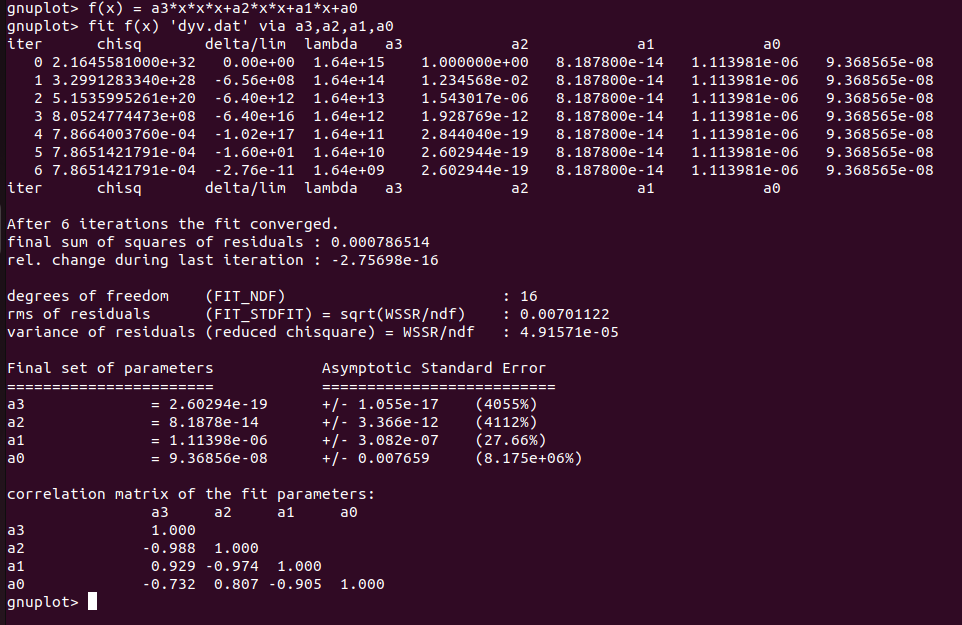 gnuplot> f(x) = a3*x*x*x+a2*x*x+a1*x+a0
gnuplot> fit f(x) 'dyv.dat' via a3,a2,a1,a0
iter      chisq       delta/lim  lambda   a3            a2            a1            a0
   0 2.1645581000e+32   0.00e+00  1.64e+15    1.000000e+00   8.187800e-14   1.113981e-06   9.368565e-08
   1 3.2991283340e+28  -6.56e+08  1.64e+14    1.234568e-02   8.187800e-14   1.113981e-06   9.368565e-08
   2 5.1535995261e+20  -6.40e+12  1.64e+13    1.543017e-06   8.187800e-14   1.113981e-06   9.368565e-08
   3 8.0524774473e+08  -6.40e+16  1.64e+12    1.928769e-12   8.187800e-14   1.113981e-06   9.368565e-08
   4 7.8664003760e-04  -1.02e+17  1.64e+11    2.844040e-19   8.187800e-14   1.113981e-06   9.368565e-08
   5 7.8651421791e-04  -1.60e+01  1.64e+10    2.602944e-19   8.187800e-14   1.113981e-06   9.368565e-08
   6 7.8651421791e-04  -2.76e-11  1.64e+09    2.602944e-19   8.187800e-14   1.113981e-06   9.368565e-08
iter      chisq       delta/lim  lambda   a3            a2            a1            a0
After 6 iterations the fit converged.
final sum of squares of residuals : 0.000786514
rel. change during last iteration : -2.75698e-16
degrees of freedom    (FIT_NDF)                        : 16
rms of residuals      (FIT_STDFIT) = sqrt(WSSR/ndf)    : 0.00701122
variance of residuals (reduced chisquare) = WSSR/ndf   : 4.91571e-05
Final set of parameters            Asymptotic Standard Error
=======================            ==========================
a3              = 2.60294e-19      +/- 1.055e-17    (4055%)
a2              = 8.1878e-14       +/- 3.366e-12    (4112%)
a1              = 1.11398e-06      +/- 3.082e-07    (27.66%)
a0              = 9.36856e-08      +/- 0.007659     (8.175e+06%)
correlation matrix of the fit parameters:
                a3     a2     a1     a0
a3              1.000
a2             -0.988  1.000
a1              0.929 -0.974  1.000
a0             -0.732  0.807 -0.905  1.000
gnuplot>